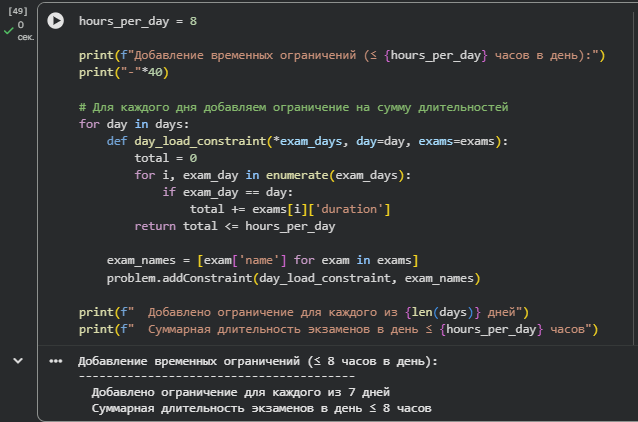 [49]
0
сек.
hours_per_day = 8
print(f"Добавление временных ограничений (≤ {hours_per_day} часов в день):")
print("-"*40)
# Для каждого дня добавляем ограничение на сумму длительностей
for day in days:
    def day_load_constraint(*exam_days, day=day, exams=exams):
        total = 0
        for i, exam_day in enumerate(exam_days):
            if exam_day == day:
                total += exams[i]['duration']
        return total <= hours_per_day
    exam_names = [exam['name'] for exam in exams]
    problem.addConstraint(day_load_constraint, exam_names)
print(f"  Добавлено ограничение для каждого из {len(days)} дней")
print(f"  Суммарная длительность экзаменов в день ≤ {hours_per_day} часов")
Добавление временных ограничений (≤ 8 часов в день):
----------------------------------------
  Добавлено ограничение для каждого из 7 дней
  Суммарная длительность экзаменов в день ≤ 8 часов